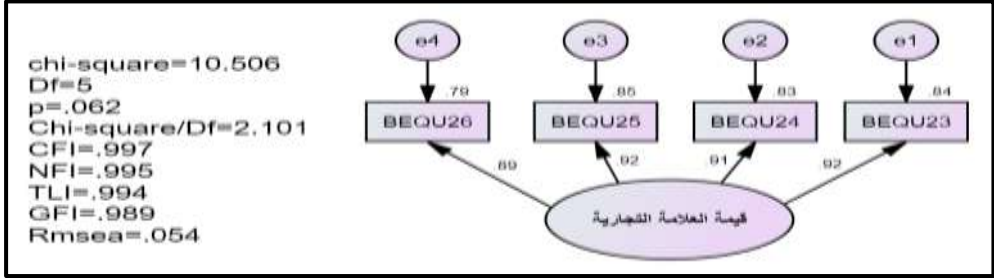 chi-square=10.506
Df=5
p=.062
Chi-square/Df=2.101
CFI=.997
NFI=.995
TLI=.994
GFI=.989
Rmsea=.054
e4 e3 e2 e1
.79 .85 .83 .84
BEQU26 BEQU25 BEQU24 BEQU23
.89 .92 .91 .92
قيمة العلامة التجارية